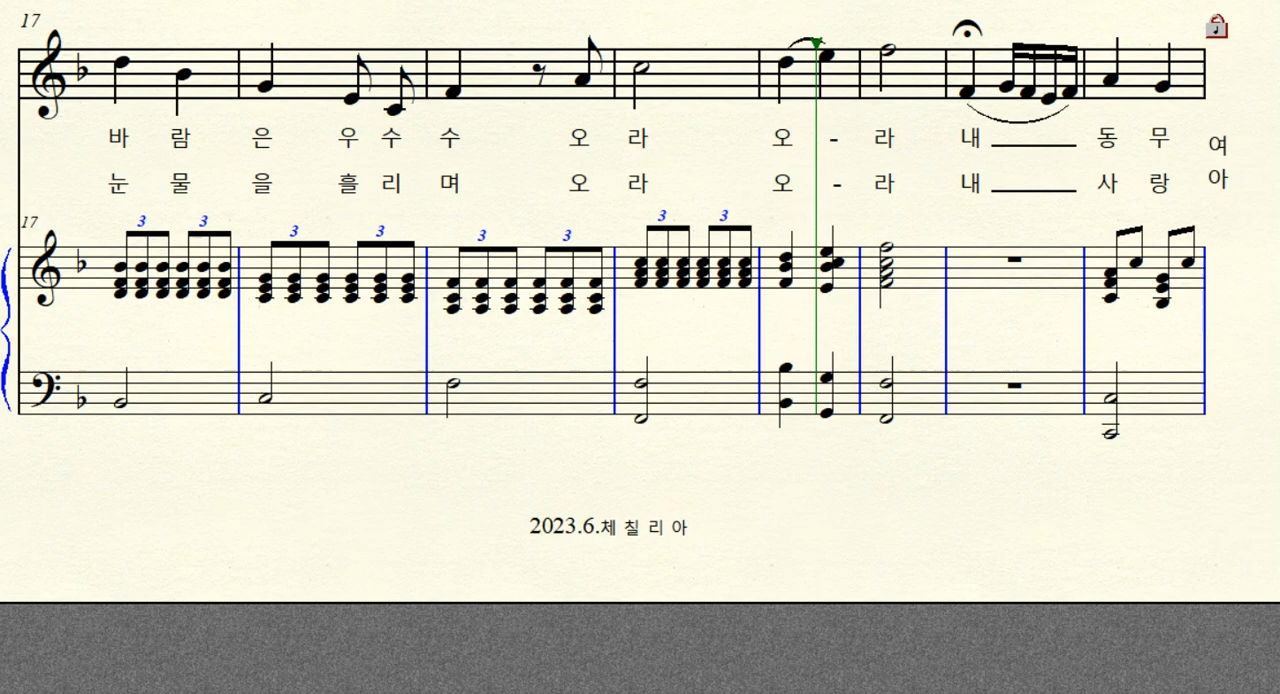 17
바 람 은 우 수 수 오 라 오 - 라 내 동 무 여
눈 물 을 흘 리 며 오 라 오 - 라 내 사 랑 아
17
3 3 3 3 3 3 3 3
2023.6.체 칠 리 아